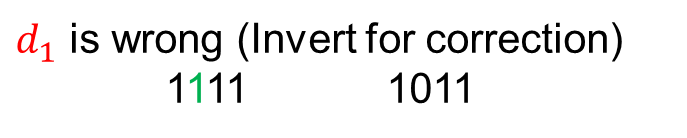 d₁ is wrong (Invert for correction)
1111 1011